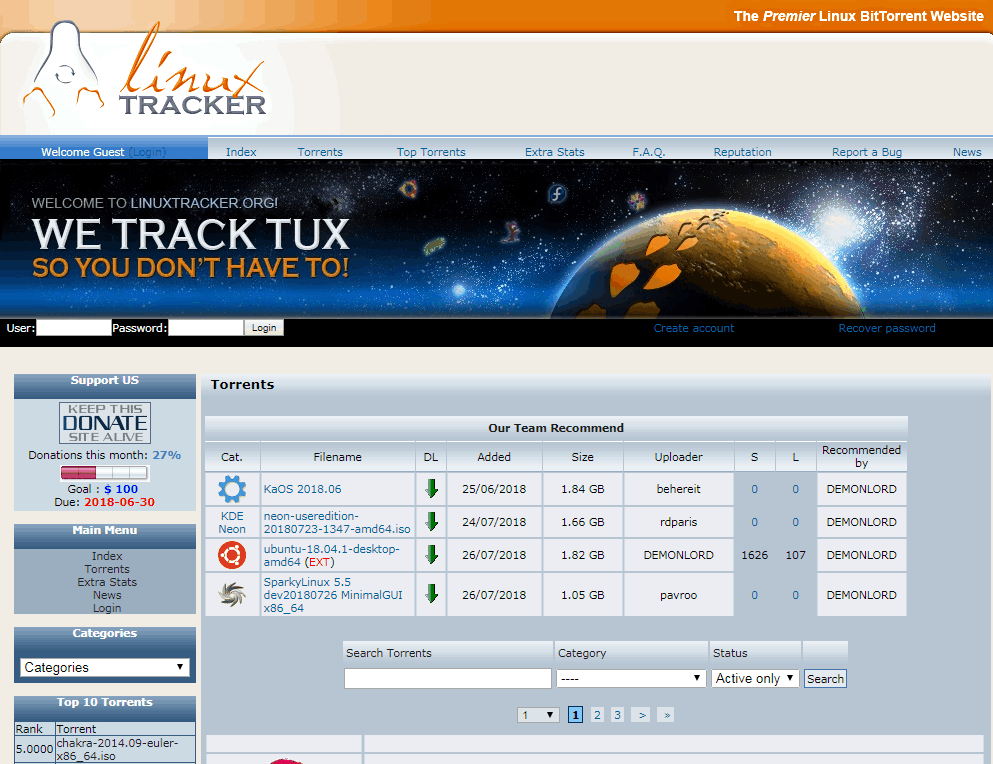 The Premier Linux BitTorrent Website
linux
TRACKER
Welcome Guest (Login) Index Torrents Top Torrents Extra Stats F.A.Q. Reputation Report a Bug News
WELCOME TO LINUXTRACKER.ORG!
WE TRACK TUX
SO YOU DON'T HAVE TO!
User: Password: Login Create account Recover password
Support US
KEEP THIS
DONATE
SITE ALIVE
Donations this month: 27%
Goal : $ 100
Due: 2018-06-30
Main Menu
Index
Torrents
Extra Stats
News
Login
Categories
Categories
Top 10 Torrents
Rank Torrent
5.0000 chakra-2014.09-euler-
x86_64.iso
Torrents
Our Team Recommend
Cat. Filename DL Added Size Uploader S L Recommended
by
KaOS 2018.06 25/06/2018 1.84 GB behereit 0 0 DEMONLORD
KDE
Neon
neon-useredition-
20180723-1347-amd64.iso
24/07/2018 1.66 GB rdparis 0 0 DEMONLORD
ubuntu-18.04.1-desktop-
amd64 (EXT)
26/07/2018 1.82 GB DEMONLORD 1626 107 DEMONLORD
SparkyLinux 5.5
dev20180726 MinimalGUI
x86_64
26/07/2018 1.05 GB pavroo 0 0 DEMONLORD
Search Torrents Category Status
---- Active only Search
1 1 2 3 > »